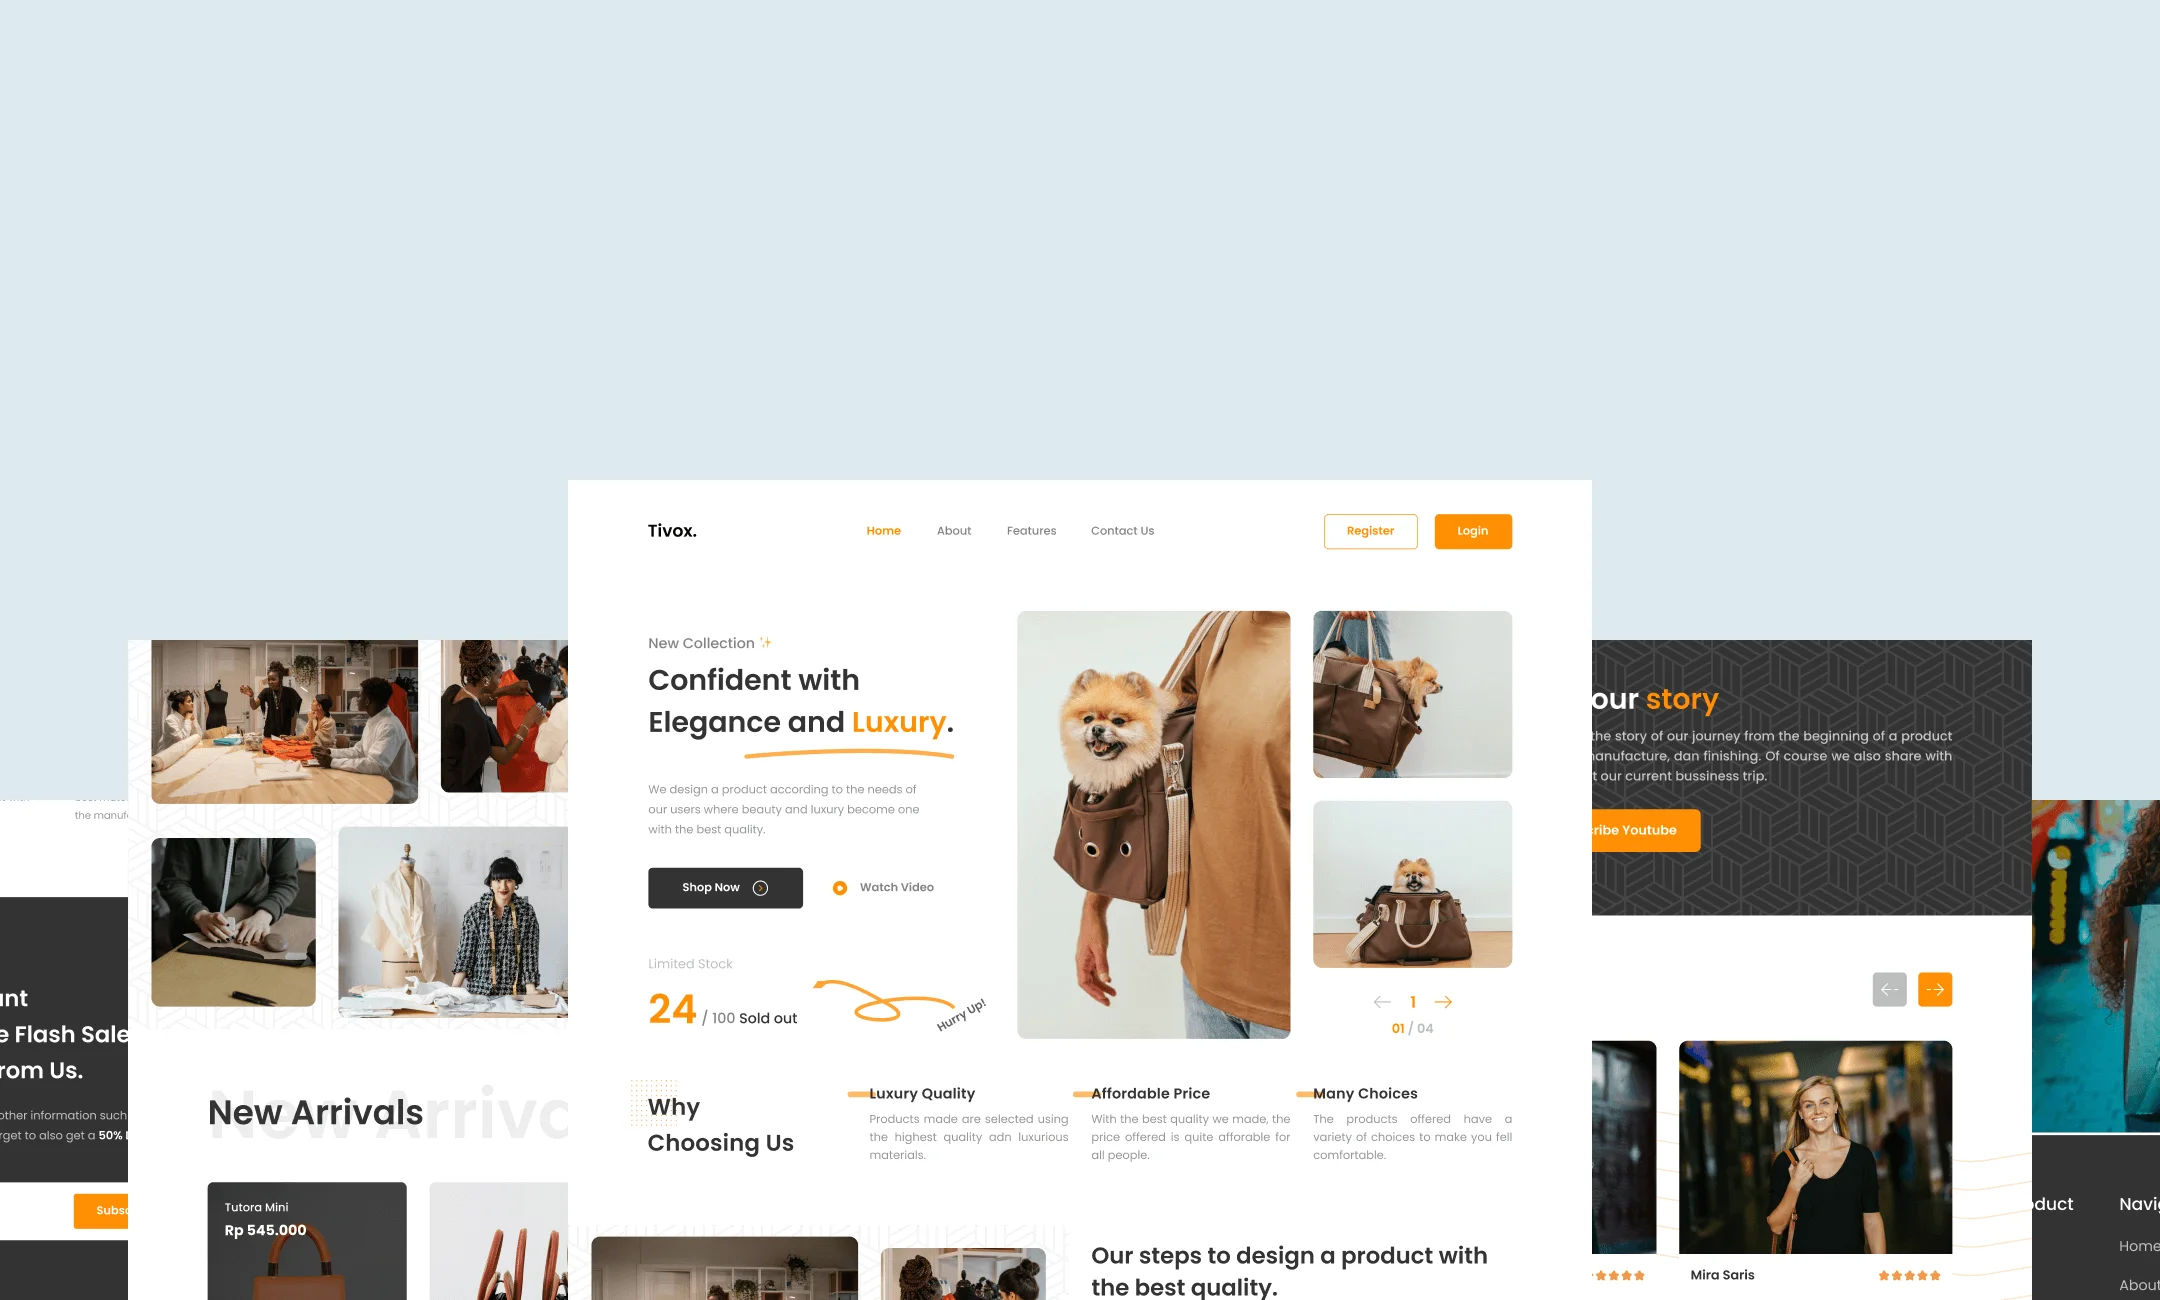 Tivox.
Home
About
Features
Contact Us
Register
Login
New Collection
Confident with
Elegance and Luxury.
We design a product according to the needs of
our users where beauty and luxury become one
with the best quality.
Shop Now
Watch Video
Limited Stock
24 / 100 Sold out
Hurry Up!
1
01 / 04
Why
Choosing Us
Luxury Quality
Products made are selected using
the highest quality adn luxurious
materials.
Affordable Price
With the best quality we made, the
price offered is quite afforable for
all people.
Many Choices
The products offered have a
variety of choices to make you fell
comfortable.
Our steps to design a product with
the best quality.
New Arrivals
New Arriva
Tutora Mini
Rp 545.000
the manuf
nt
e Flash Sale
rom Us.
other information such
rget to also get a 50%
Subsc
our story
the story of our journey from the beginning of a product
manufacture, dan finishing. Of course we also share with
t our current bussiness trip.
cribe Youtube
Mira Saris
duct
Navig
Home
About